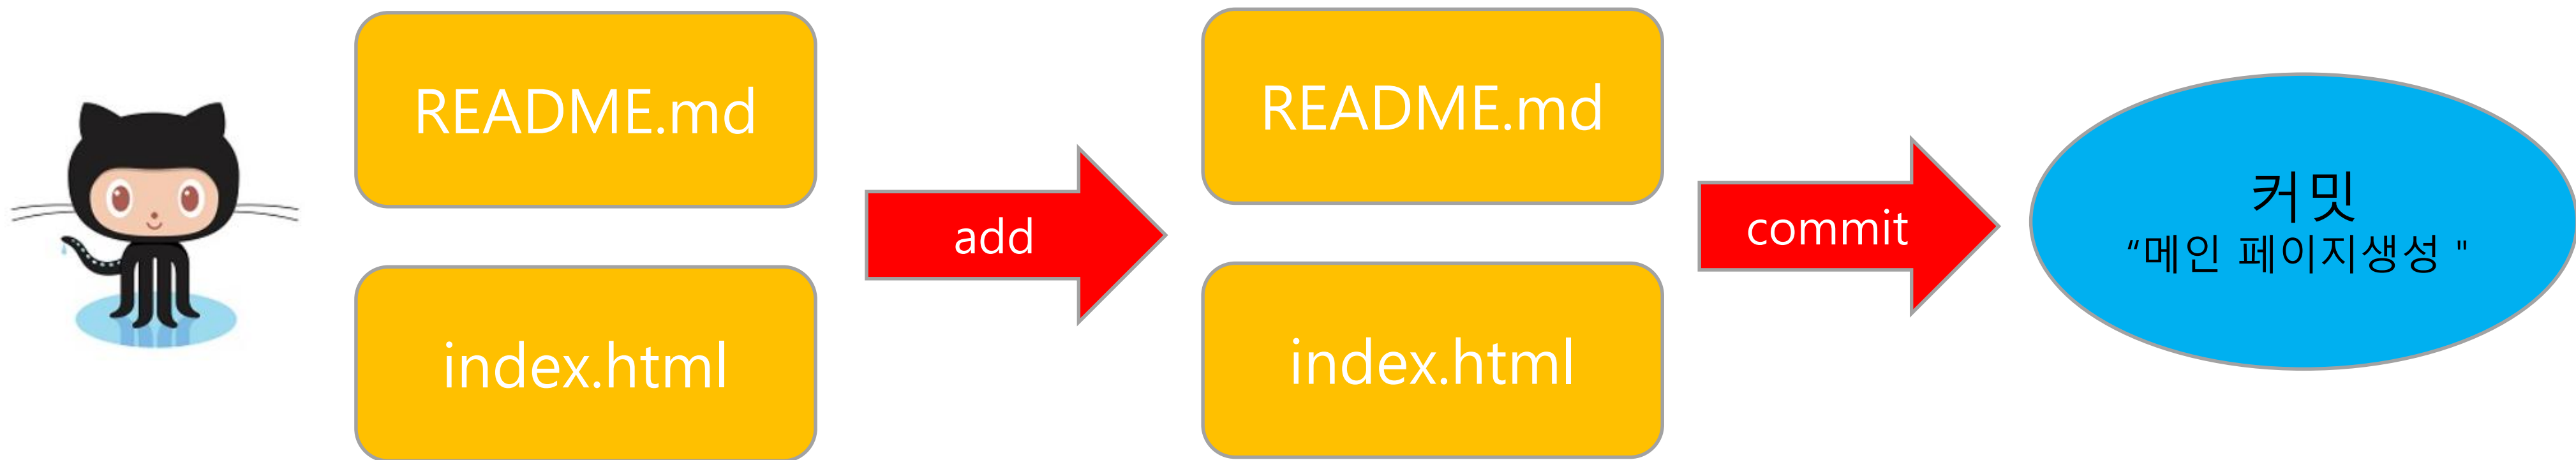 README.md
index.html
add
README.md
index.html
commit
커밋
“메인 페이지생성 "